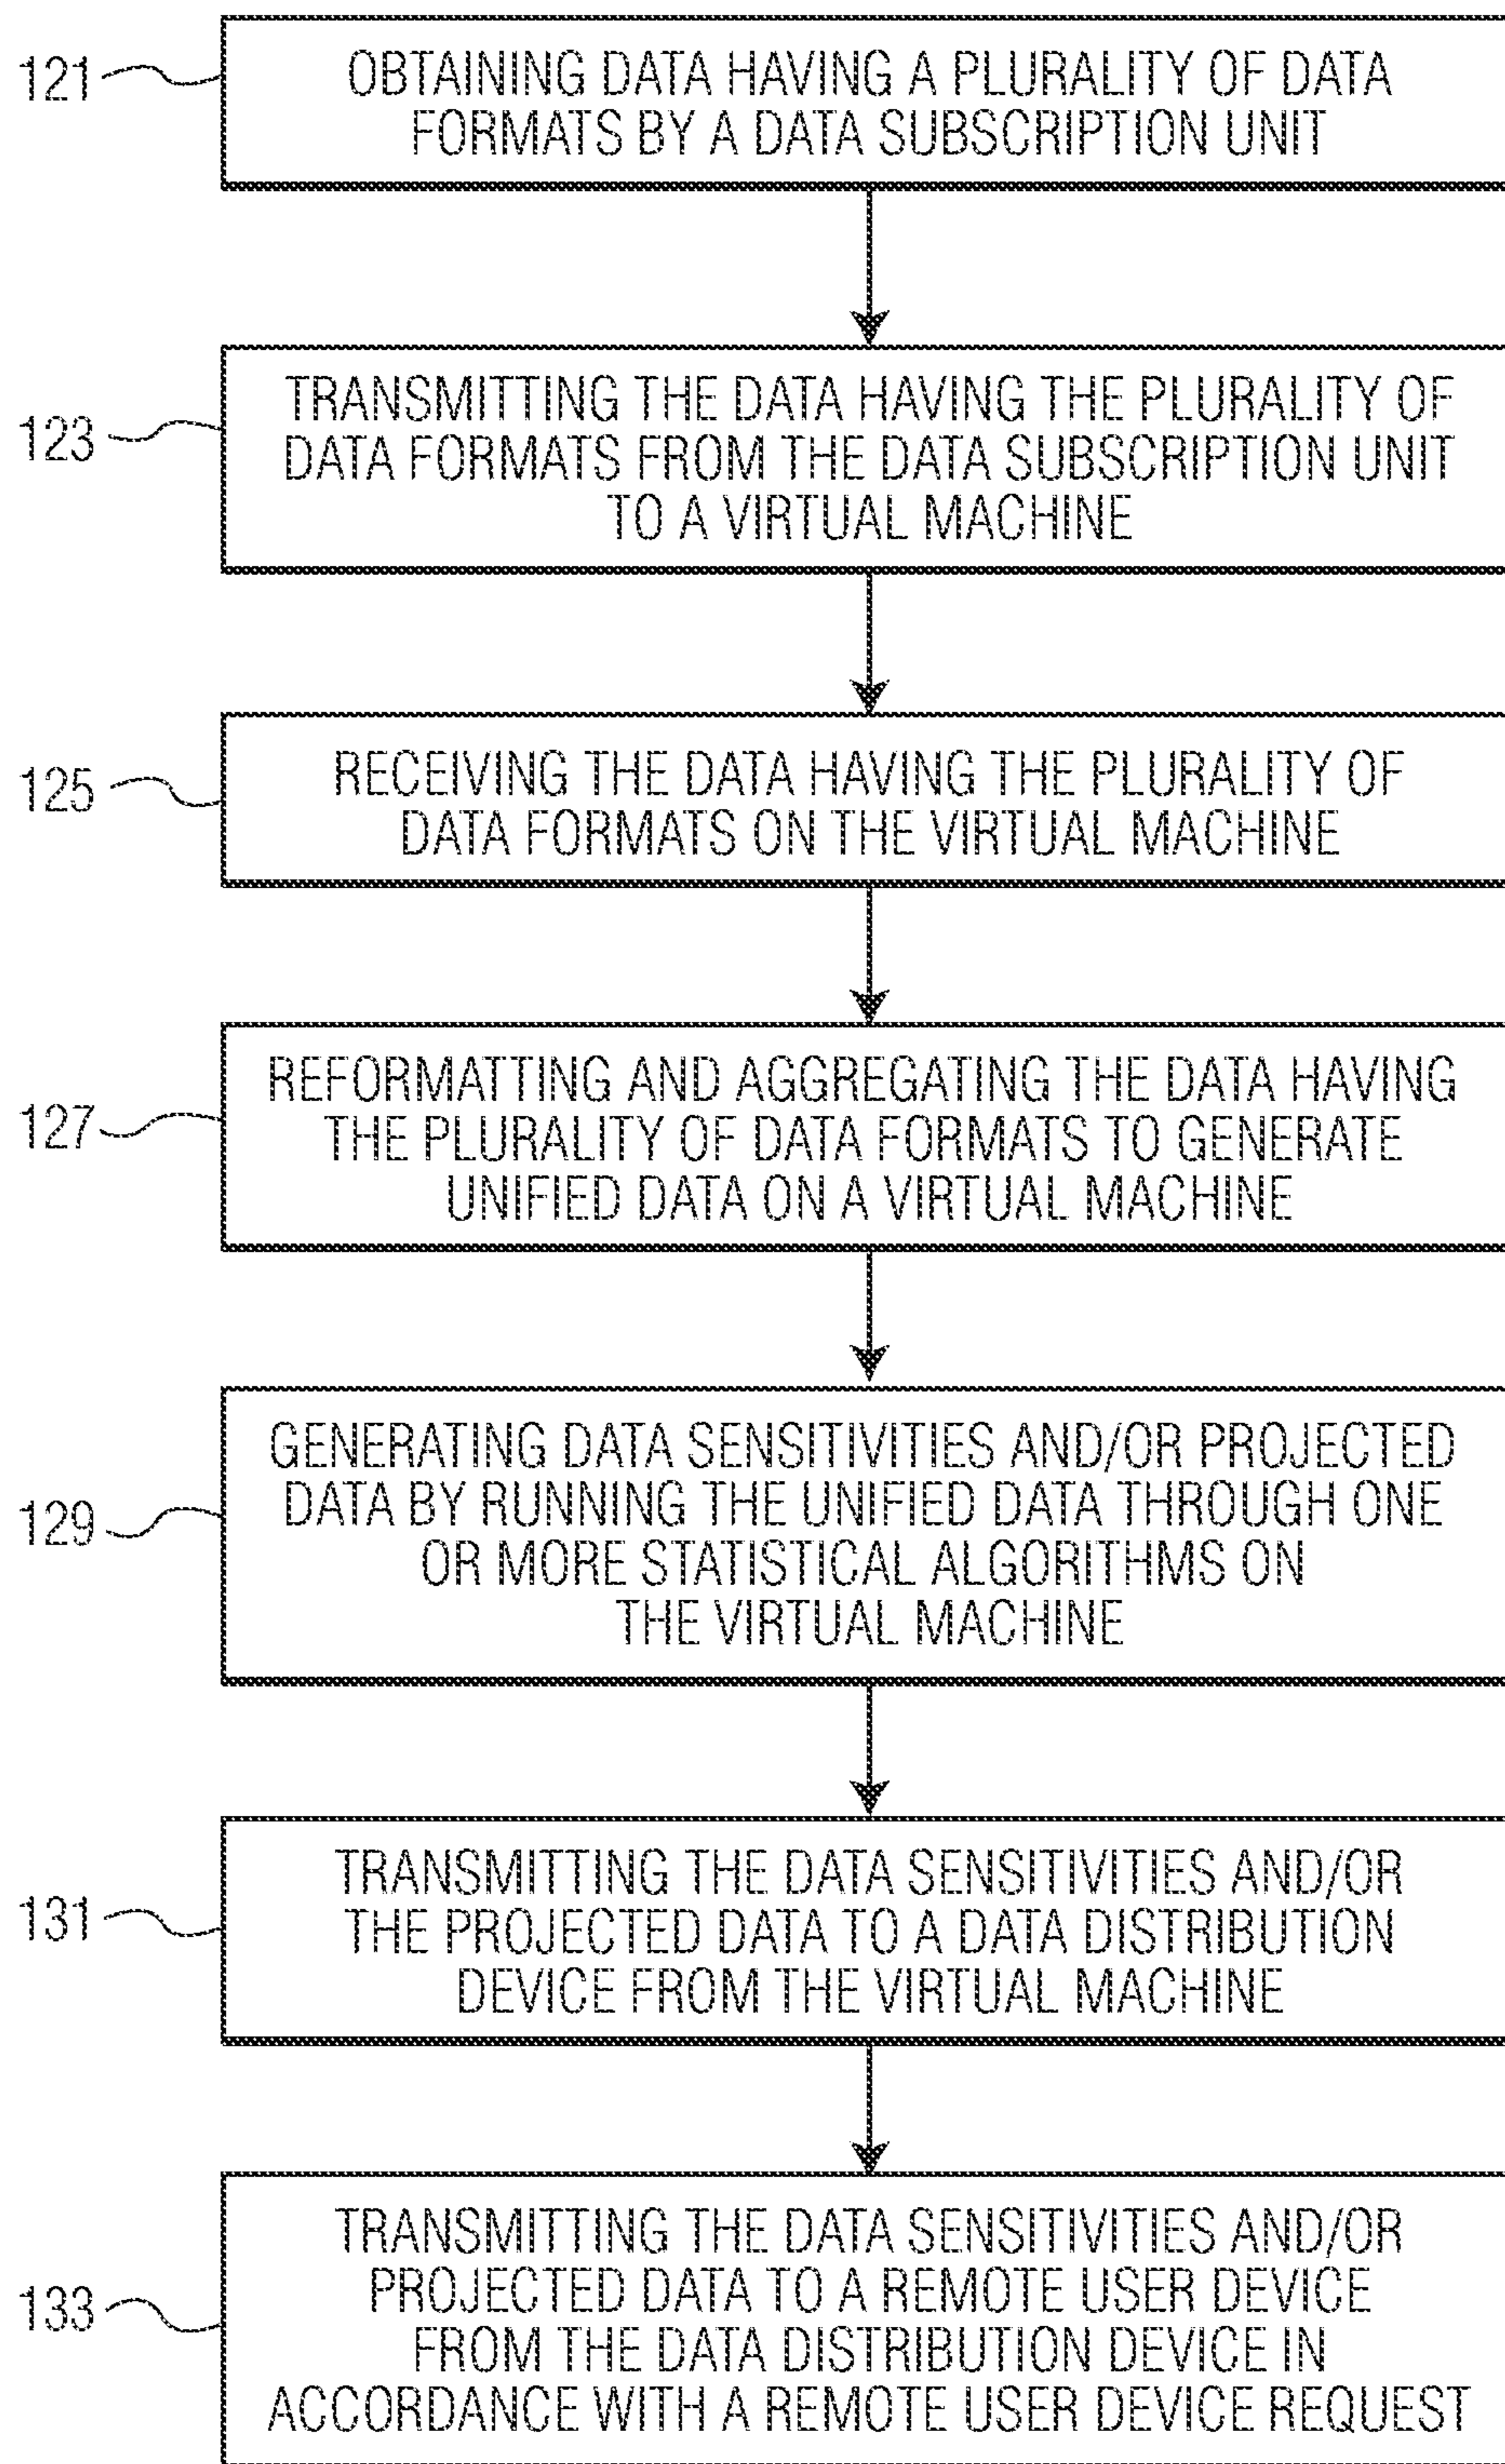 121
OBTAINING DATA HAVING A PLURALITY OF DATA
FORMATS BY A DATA SUBSCRIPTION UNIT
123
TRANSMITTING THE DATA HAVING THE PLURALITY OF
DATA FORMATS FROM THE DATA SUBSCRIPTION UNIT
TO A VIRTUAL MACHINE
125
RECEIVING THE DATA HAVING THE PLURALITY OF
DATA FORMATS ON THE VIRTUAL MACHINE
127
REFORMATTING AND AGGREGATING THE DATA HAVING
THE PLURALITY OF DATA FORMATS TO GENERATE
UNIFIED DATA ON A VIRTUAL MACHINE
129
GENERATING DATA SENSITIVITIES AND/OR PROJECTED
DATA BY RUNNING THE UNIFIED DATA THROUGH ONE
OR MORE STATISTICAL ALGORITHMS ON
THE VIRTUAL MACHINE
131
TRANSMITTING THE DATA SENSITIVITIES AND/OR
THE PROJECTED DATA TO A DATA DISTRIBUTION
DEVICE FROM THE VIRTUAL MACHINE
133
TRANSMITTING THE DATA SENSITIVITIES AND/OR
PROJECTED DATA TO A REMOTE USER DEVICE
FROM THE DATA DISTRIBUTION DEVICE IN
ACCORDANCE WITH A REMOTE USER DEVICE REQUEST